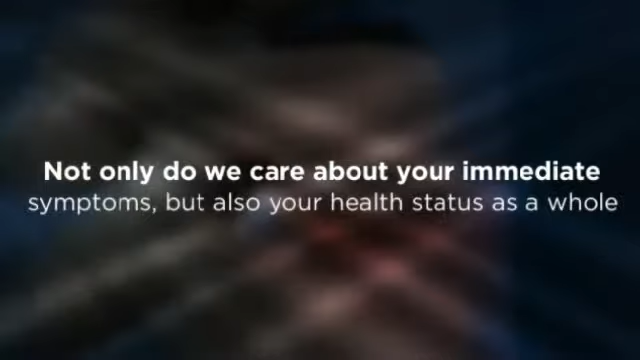 Not only do we care about your immediate
symptoms, but also your health status as a whole